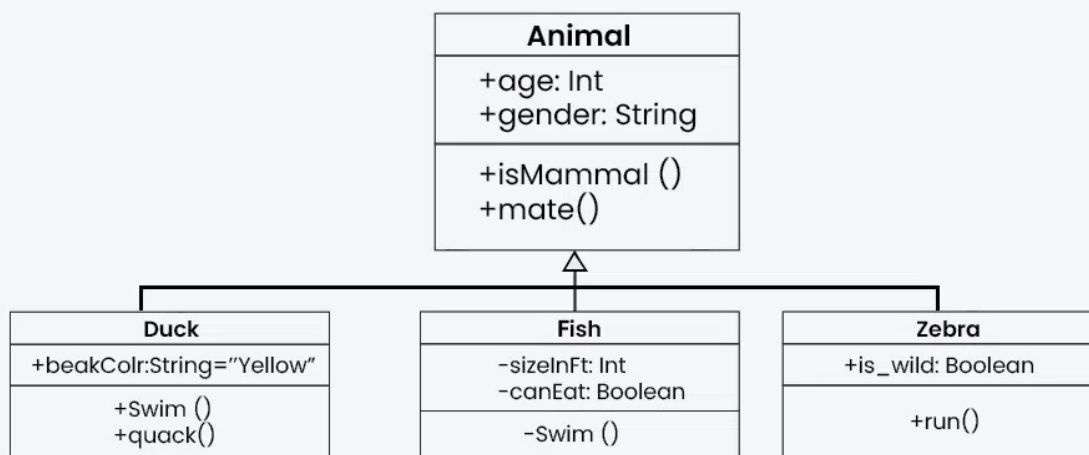 Animal
+age: Int
+gender: String
+isMammal ()
+mate()
Duck
+beakColr:String=”Yellow”
+Swim ()
+quack()
Fish
-sizeInFt: Int
-canEat: Boolean
-Swim ()
Zebra
+is_wild: Boolean
+run()